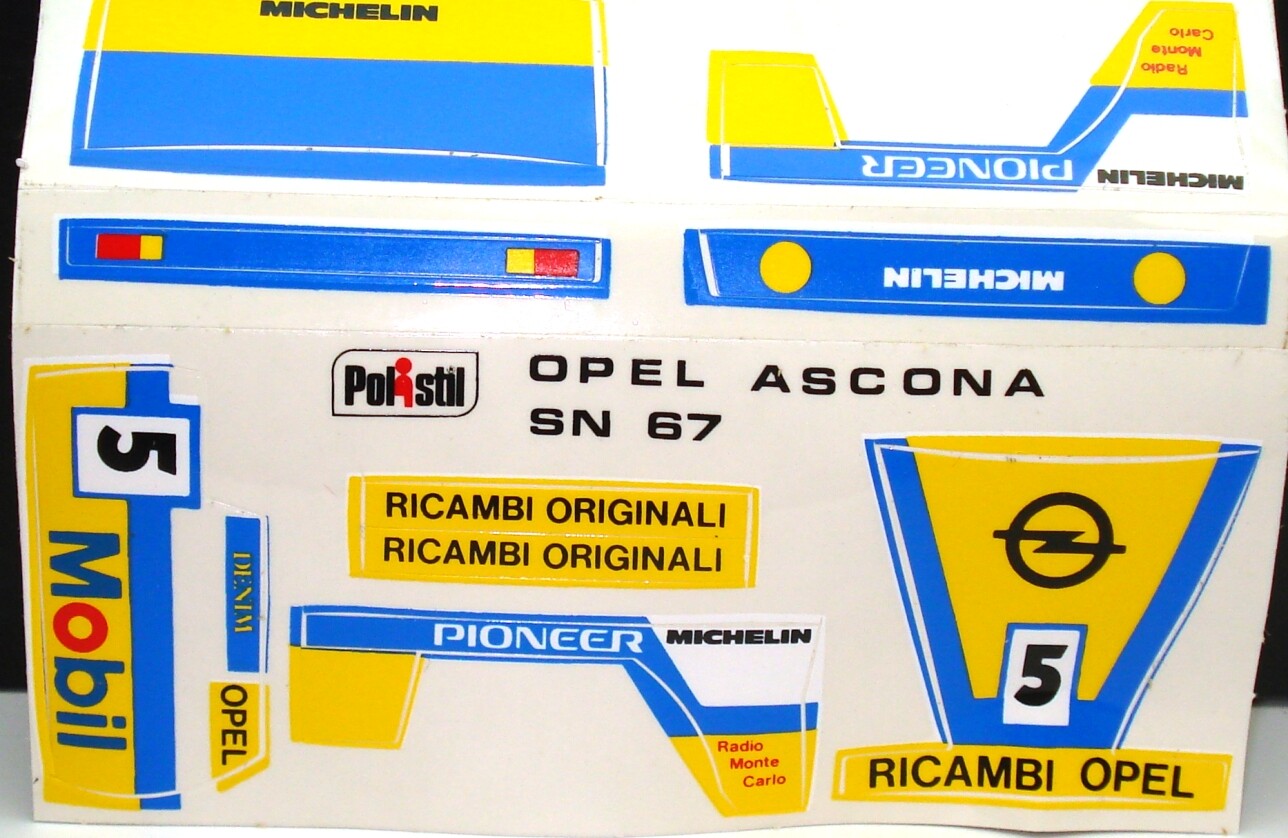 MICHELIN
Radio
Monte
Carlo
PIONEER
MICHELIN
MICHELIN
Polistil
OPEL ASCONA
SN 67
5
Mobil
DENIM
OPEL
RICAMBI ORIGINALI
RICAMBI ORIGINALI
PIONEER
MICHELIN
Radio
Monte
Carlo
5
RICAMBI OPEL